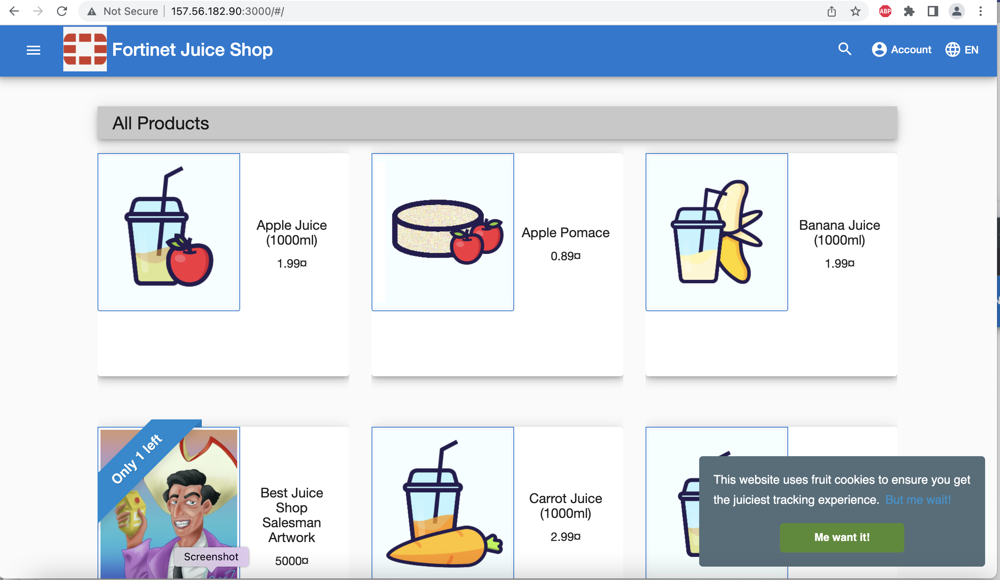 Not Secure 157.56.182.90:3000/#/
ABP
Fortinet Juice Shop
Account
EN
All Products
Apple Juice
(1000ml)
1.99¤
Apple Pomace
0.89¤
Banana Juice
(1000ml)
1.99¤
Only 1 left
Best Juice
Shop
Salesman
Artwork
5000¤
Carrot Juice
(1000ml)
2.99¤
This website uses fruit cookies to ensure you get
the juiciest tracking experience. But me wait!
Me want it!
Screenshot